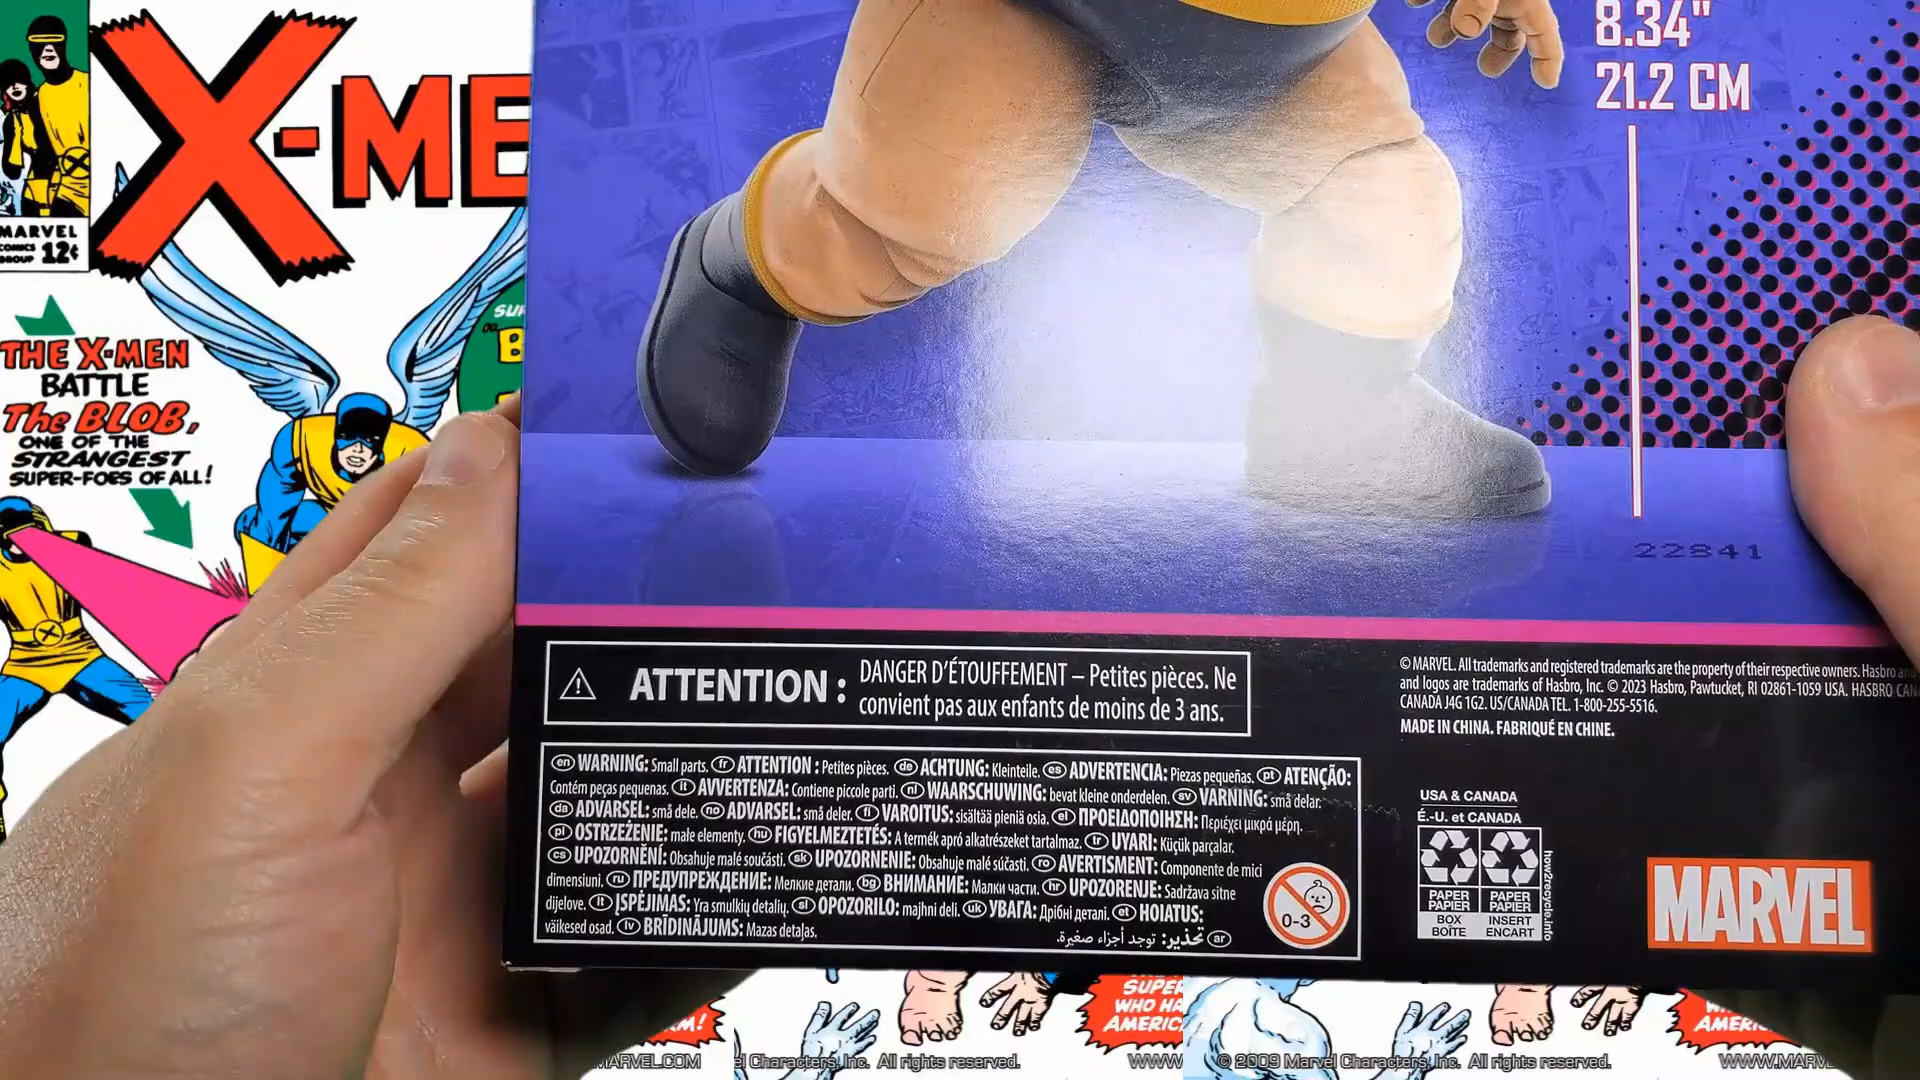 X-ME
MARVEL
COMICS
GROUP 12¢
THE X-MEN
BATTLE
The BLOB,
ONE OF THE
STRANGEST
SUPER-FOES OF ALL!
8.34"
21.2 CM
22841
ATTENTION : DANGER D'ÉTOUFFEMENT – Petites pièces. Ne
convient pas aux enfants de moins de 3 ans.
en WARNING: Small parts. fr ATTENTION : Petites pièces. de ACHTUNG: Kleinteile. es ADVERTENCIA: Piezas pequeñas. pt ATENÇÃO:
Contém peças pequenas. it AVVERTENZA: Contiene piccole parti. nl WAARSCHUWING: bevat kleine onderdelen. sv VARNING: små delar.
da ADVARSEL: små dele. no ADVARSEL: små deler. fi VAROITUS: sisältää pieniä osia. el ΠΡΟΕΙΔΟΠΟΙΗΣΗ: Περιέχει μικρά μέρη.
pl OSTRZEŻENIE: małe elementy. hu FIGYELMEZTETÉS: A termék apró alkatrészeket tartalmaz. tr UYARI: Küçük parçalar.
cs UPOZORNĚNÍ: Obsahuje malé součásti. sk UPOZORNENIE: Obsahuje malé súčasti. ro AVERTISMENT: Componente de mici
dimensiuni. ru ПРЕДУПРЕЖДЕНИЕ: Мелкие детали. bg ВНИМАНИЕ: Малки части. hr UPOZORENJE: Sadržava sitne
dijelove. lt ĮSPĖJIMAS: Yra smulkių detalių. sl OPOZORILO: majhni deli. uk УВАГА: Дрібні деталі. et HOIATUS:
väikesed osad. lv BRĪDINĀJUMS: Mazas detaļas.
ar تحذير: توجد أجزاء صغيرة.
0-3
© MARVEL. All trademarks and registered trademarks are the property of their respective owners. Hasbro and
and logos are trademarks of Hasbro, Inc. © 2023 Hasbro, Pawtucket, RI 02861-1059 USA. HASBRO CAN
CANADA J4G 1G2. US/CANADA TEL. 1-800-255-5516.
MADE IN CHINA. FABRIQUÉ EN CHINE.
USA & CANADA
É.-U. et CANADA
PAPER PAPER
PAPIER PAPIER
BOX INSERT
BOÎTE ENCART
how2recycle.info
MARVEL
SUPER
WHO HA
AMERIC
AMERIC
MARVEL.COM
el Characters, Inc. All rights reserved.
WWW
© 2009 Marvel Characters, Inc. All rights reserved.
WWW.MARV